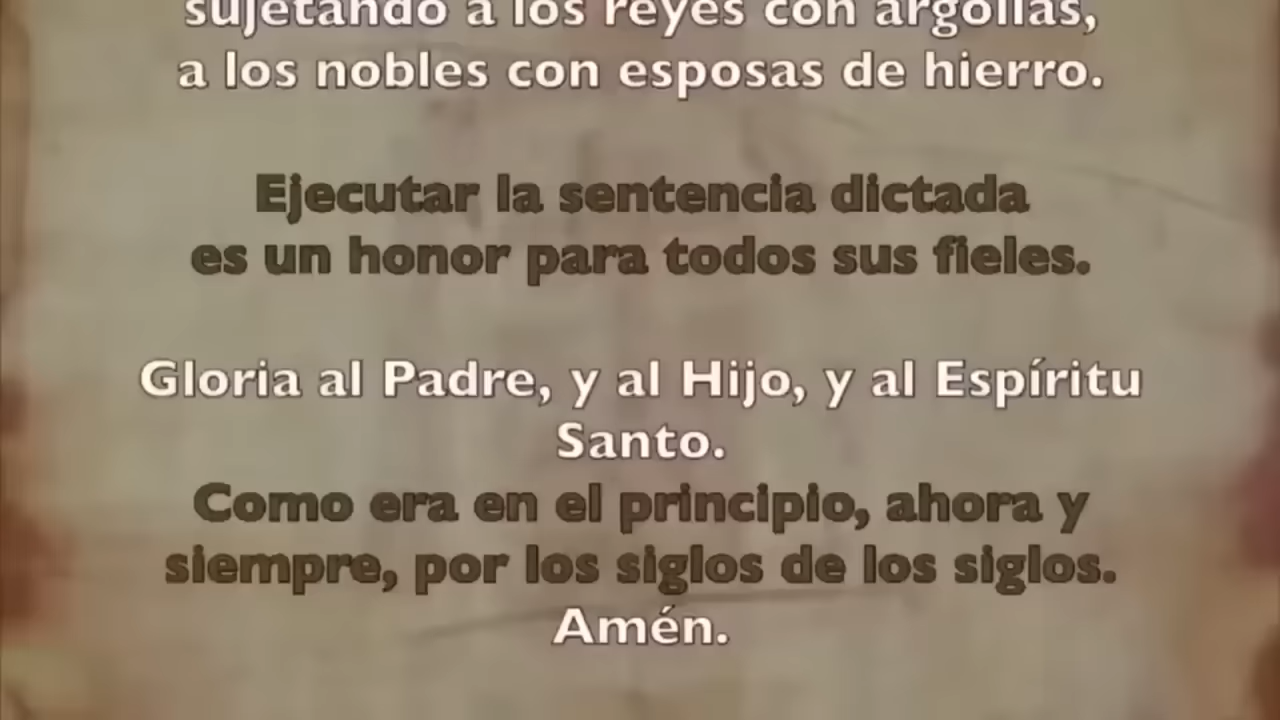 sujetando a los reyes con argollas,
a los nobles con esposas de hierro.
Ejecutar la sentencia dictada
es un honor para todos sus fieles.
Gloria al Padre, y al Hijo, y al Espíritu
Santo.
Como era en el principio, ahora y
siempre, por los siglos de los siglos.
Amén.